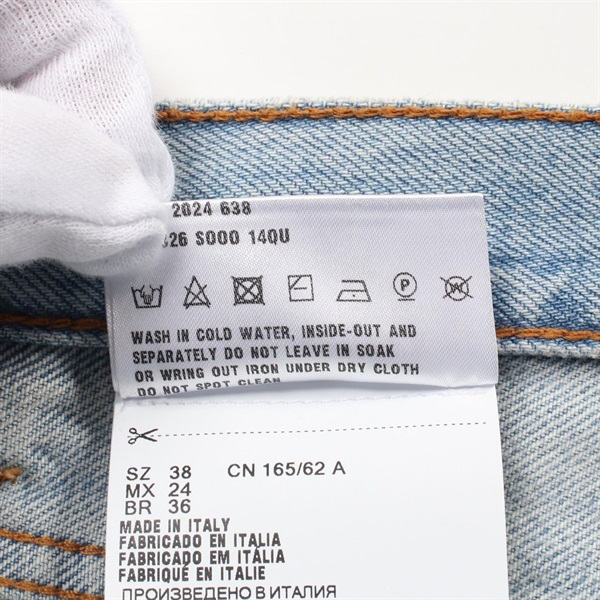 2024 638
26 S000 14QU
P
WASH IN COLD WATER, INSIDE-OUT AND
SEPARATELY DO NOT LEAVE IN SOAK
OR WRING OUT IRON UNDER DRY CLOTH
DO NOT SPOT CLEAN
SZ 38 CN 165/62 A
MX 24
BR 36
MADE IN ITALY
FABRICADO EN ITALIA
FABRICADO EM ITÁLIA
FABRIQUÉ EN ITALIE
ПРОИЗВЕДЕНО В ИТАЛИЯ